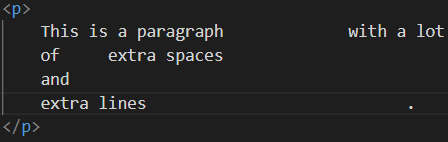 <p>
    This is a paragraph            with a lot
    of     extra spaces
    and
    extra lines                          .
</p>